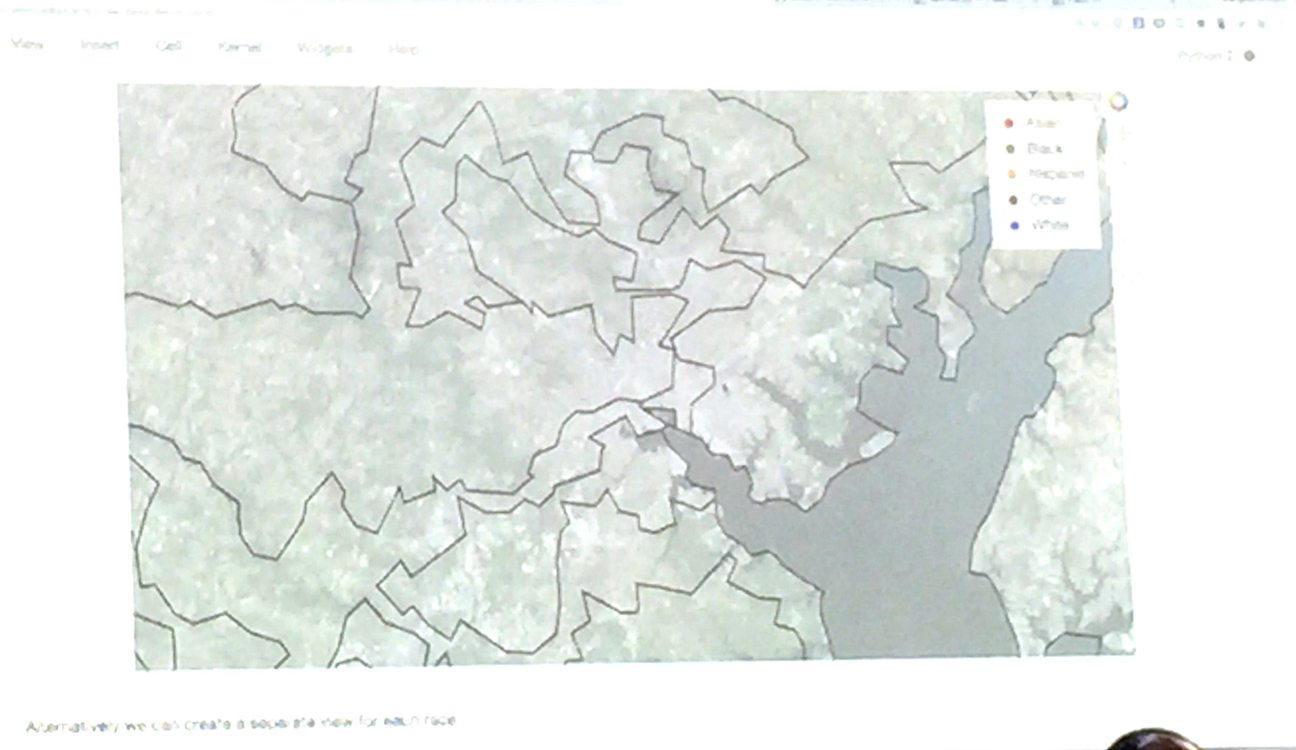 View Insert Cell Kernel Widgets Help
Python 2
Asian
Black
Hispanic
Other
White
Alternatively we can create a separate view for each race